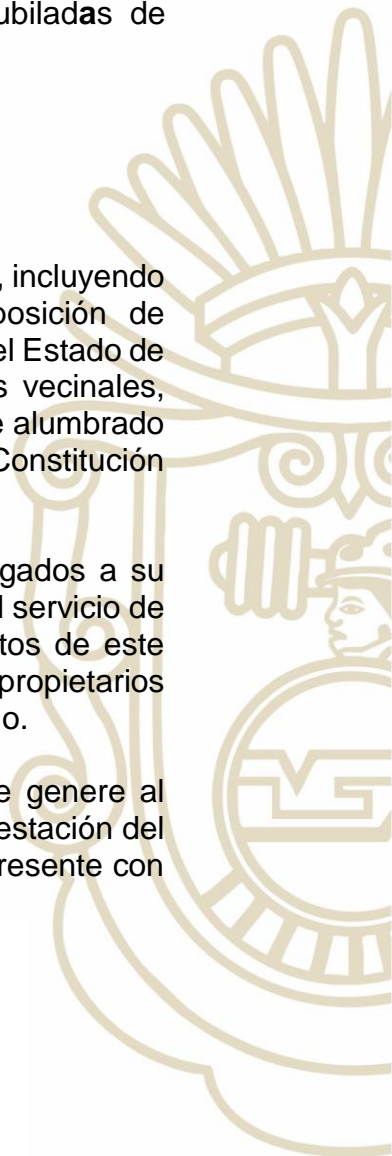 ubiladas de
, incluyendo
posición de
el Estado de
s vecinales,
e alumbrado
Constitución
gados a su
l servicio de
tos de este
propietarios
o.
e genere al
estación del
resente con